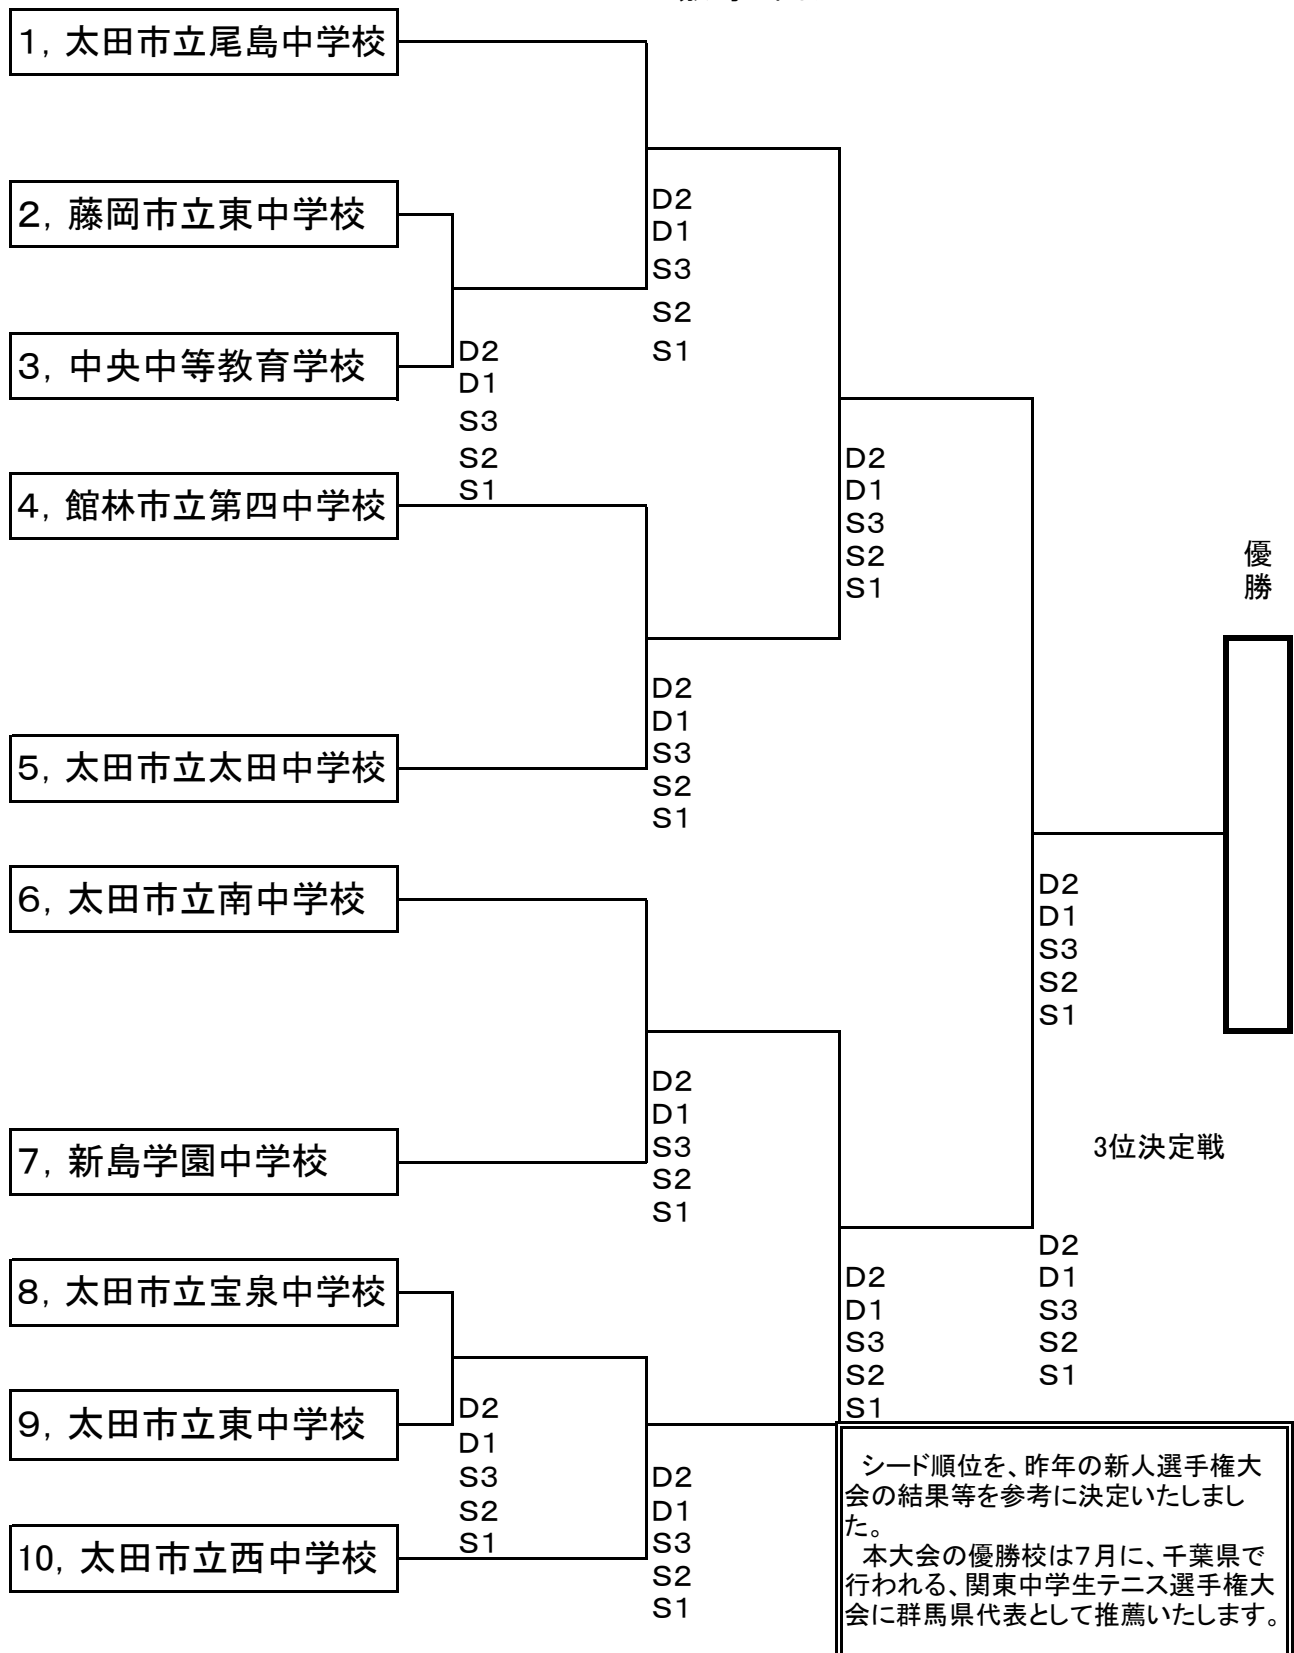 1, 太田市立尾島中学校
2, 藤岡市立東中学校
3, 中央中等教育学校
4, 館林市立第四中学校
5, 太田市立太田中学校
6, 太田市立南中学校
7, 新島学園中学校
8, 太田市立宝泉中学校
9, 太田市立東中学校
10, 太田市立西中学校
D2
D1
S3
S2
S1
D2
D1
S3
S2
S1
D2
D1
S3
S2
S1
D2
D1
S3
S2
S1
D2
D1
S3
S2
S1
D2
D1
S3
S2
S1
D2
D1
S3
S2
S1
D2
D1
S3
S2
S1
優
勝
D2
D1
S3
S2
S1
3位決定戦
D2
D1
S3
S2
S1
シード順位を、昨年の新人選手権大
会の結果等を参考に決定いたしまし
た。
本大会の優勝校は7月に、千葉県で
行われる、関東中学生テニス選手権大
会に群馬県代表として推薦いたします。